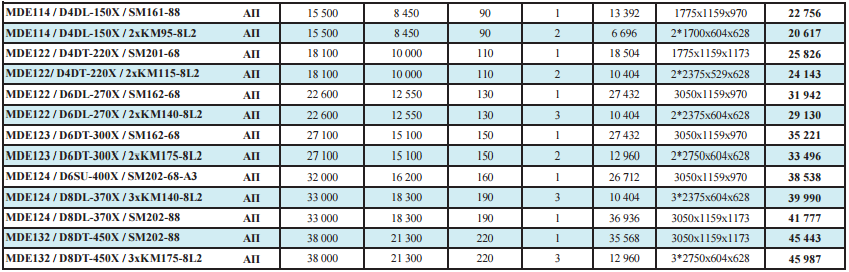 MDE114 / D4DL-150X / SM161-88 АП 15 500 8 450 90 1 13 392 1775x1159x970 22 756
MDE114 / D4DL-150X / 2xKM95-8L2 АП 15 500 8 450 90 2 6 696 2*1700x604x628 20 617
MDE122 / D4DT-220X / SM201-68 АП 18 100 10 000 110 1 18 504 1775x1159x1173 25 826
MDE122/ D4DT-220X / 2xKM115-8L2 АП 18 100 10 000 110 2 10 404 2*2375x529x628 24 143
MDE122 / D6DL-270X / SM162-68 АП 22 600 12 550 130 1 27 432 3050x1159x970 31 942
MDE122 / D6DL-270X / 2xKM140-8L2 АП 22 600 12 550 130 3 10 404 2*2375x604x628 29 130
MDE123 / D6DT-300X / SM162-68 АП 27 100 15 100 150 1 27 432 3050x1159x970 35 221
MDE123 / D6DT-300X / 2xKM175-8L2 АП 27 100 15 100 150 2 12 960 2*2750x604x628 33 496
MDE124 / D6SU-400X / SM202-68-A3 АП 32 000 16 200 160 1 26 712 3050x1159x970 38 538
MDE124 / D8DL-370X / 3xKM140-8L2 АП 33 000 18 300 190 3 10 404 3*2375x604x628 39 990
MDE124 / D8DL-370X / SM202-88 АП 33 000 18 300 190 1 36 936 3050x1159x1173 41 777
MDE132 / D8DT-450X / SM202-88 АП 38 000 21 300 220 1 35 568 3050x1159x1173 45 443
MDE132 / D8DT-450X / 3xKM175-8L2 АП 38 000 21 300 220 3 12 960 3*2750x604x628 45 987